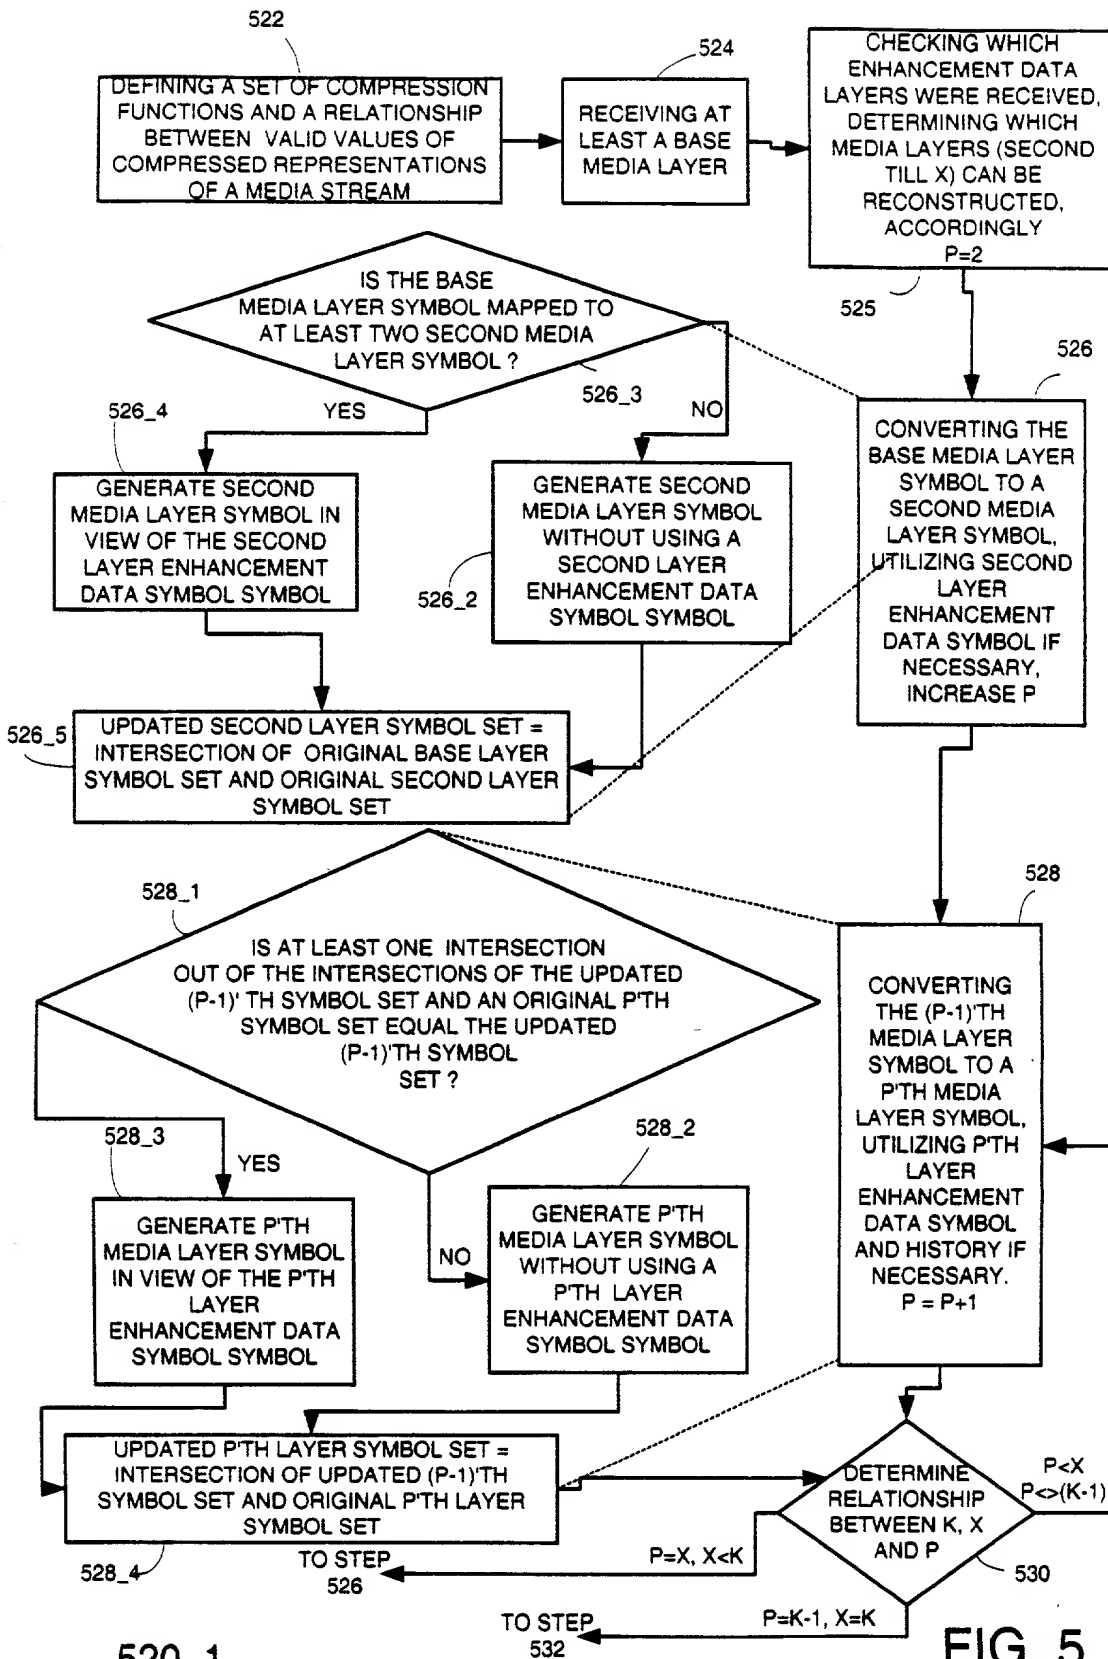 522
DEFINING A SET OF COMPRESSION
FUNCTIONS AND A RELATIONSHIP
BETWEEN VALID VALUES OF
COMPRESSED REPRESENTATIONS
OF A MEDIA STREAM
524
RECEIVING AT
LEAST A BASE
MEDIA LAYER
CHECKING WHICH
ENHANCEMENT DATA
LAYERS WERE RECEIVED,
DETERMINING WHICH
MEDIA LAYERS (SECOND
TILL X) CAN BE
RECONSTRUCTED,
ACCORDINGLY
P=2
525
IS THE BASE
MEDIA LAYER SYMBOL MAPPED TO
AT LEAST TWO SECOND MEDIA
LAYER SYMBOL ?
526_3
YES
NO
526
CONVERTING THE
BASE MEDIA LAYER
SYMBOL TO A
SECOND MEDIA
LAYER SYMBOL,
UTILIZING SECOND
LAYER
ENHANCEMENT
DATA SYMBOL IF
NECESSARY,
INCREASE P
526_4
GENERATE SECOND
MEDIA LAYER SYMBOL IN
VIEW OF THE SECOND
LAYER ENHANCEMENT
DATA SYMBOL SYMBOL
526_2
GENERATE SECOND
MEDIA LAYER SYMBOL
WITHOUT USING A
SECOND LAYER
ENHANCEMENT DATA
SYMBOL SYMBOL
526_5
UPDATED SECOND LAYER SYMBOL SET =
INTERSECTION OF ORIGINAL BASE LAYER
SYMBOL SET AND ORIGINAL SECOND LAYER
SYMBOL SET
528_1
IS AT LEAST ONE INTERSECTION
OUT OF THE INTERSECTIONS OF THE UPDATED
(P-1)' TH SYMBOL SET AND AN ORIGINAL P'TH
SYMBOL SET EQUAL THE UPDATED
(P-1)'TH SYMBOL
SET ?
528
CONVERTING
THE (P-1)'TH
MEDIA LAYER
SYMBOL TO A
P'TH MEDIA
LAYER SYMBOL,
UTILIZING P'TH
LAYER
ENHANCEMENT
DATA SYMBOL
AND HISTORY IF
NECESSARY.
P = P+1
528_3
YES
528_2
NO
GENERATE P'TH
MEDIA LAYER SYMBOL
IN VIEW OF THE P'TH
LAYER
ENHANCEMENT DATA
SYMBOL SYMBOL
GENERATE P'TH
MEDIA LAYER SYMBOL
WITHOUT USING A
P'TH LAYER
ENHANCEMENT DATA
SYMBOL SYMBOL
UPDATED P'TH LAYER SYMBOL SET =
INTERSECTION OF UPDATED (P-1)'TH
SYMBOL SET AND ORIGINAL P'TH LAYER
SYMBOL SET
528_4
DETERMINE
RELATIONSHIP
BETWEEN K, X
AND P
P<X
P<>(K-1)
530
P=X, X<K
TO STEP
526
P=K-1, X=K
TO STEP
532
520_1
FIG. 5